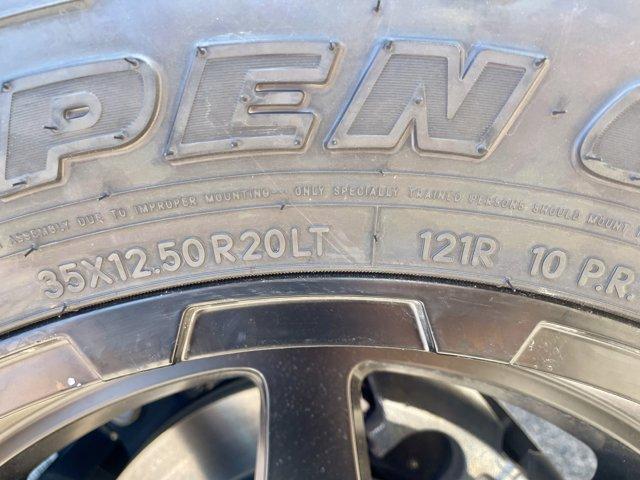 PEN C
ASSEMBLY DUE TO IMPROPER MOUNTING--- ONLY SPECIALLY TRAINED PERSONS SHOULD MOUNT
35X12.50R20LT 121R 10 P.R.